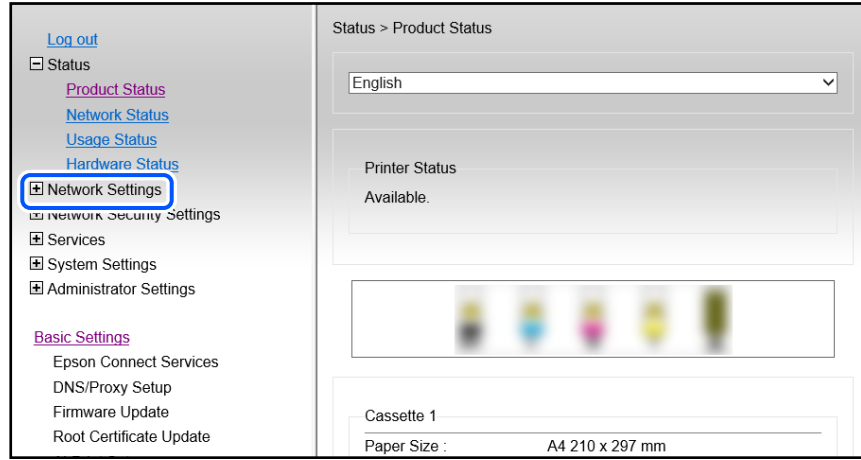 Log out
Status
Product Status
Network Status
Usage Status
Hardware Status
Network Settings
Network Security Settings
Services
System Settings
Administrator Settings
Basic Settings
Epson Connect Services
DNS/Proxy Setup
Firmware Update
Root Certificate Update
Status > Product Status
English
Printer Status
Available.
Cassette 1
Paper Size : A4 210 x 297 mm